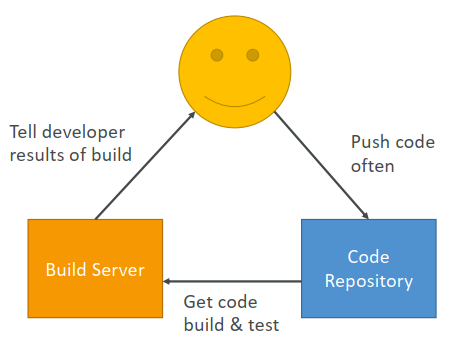 Tell developer
results of build
Push code
often
Build Server
Code
Repository
Get code
build & test